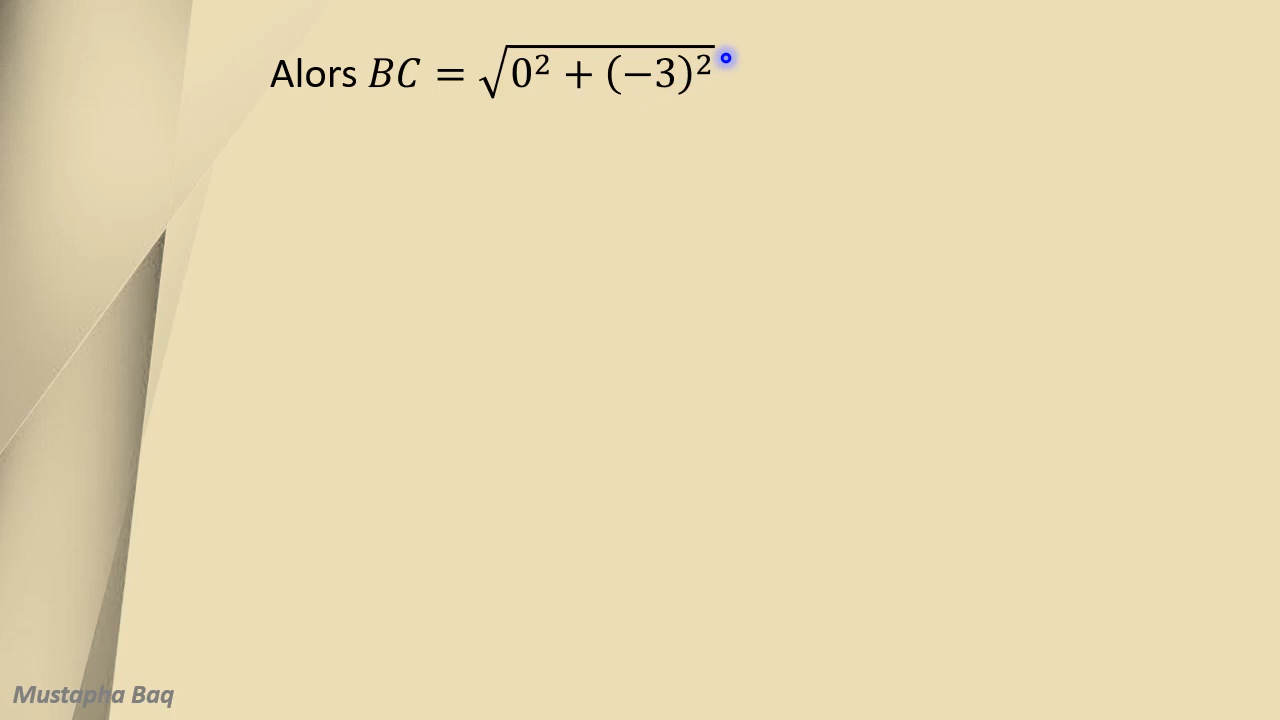 Alors BC = √(0² + (−3)²)
Mustapha Baq